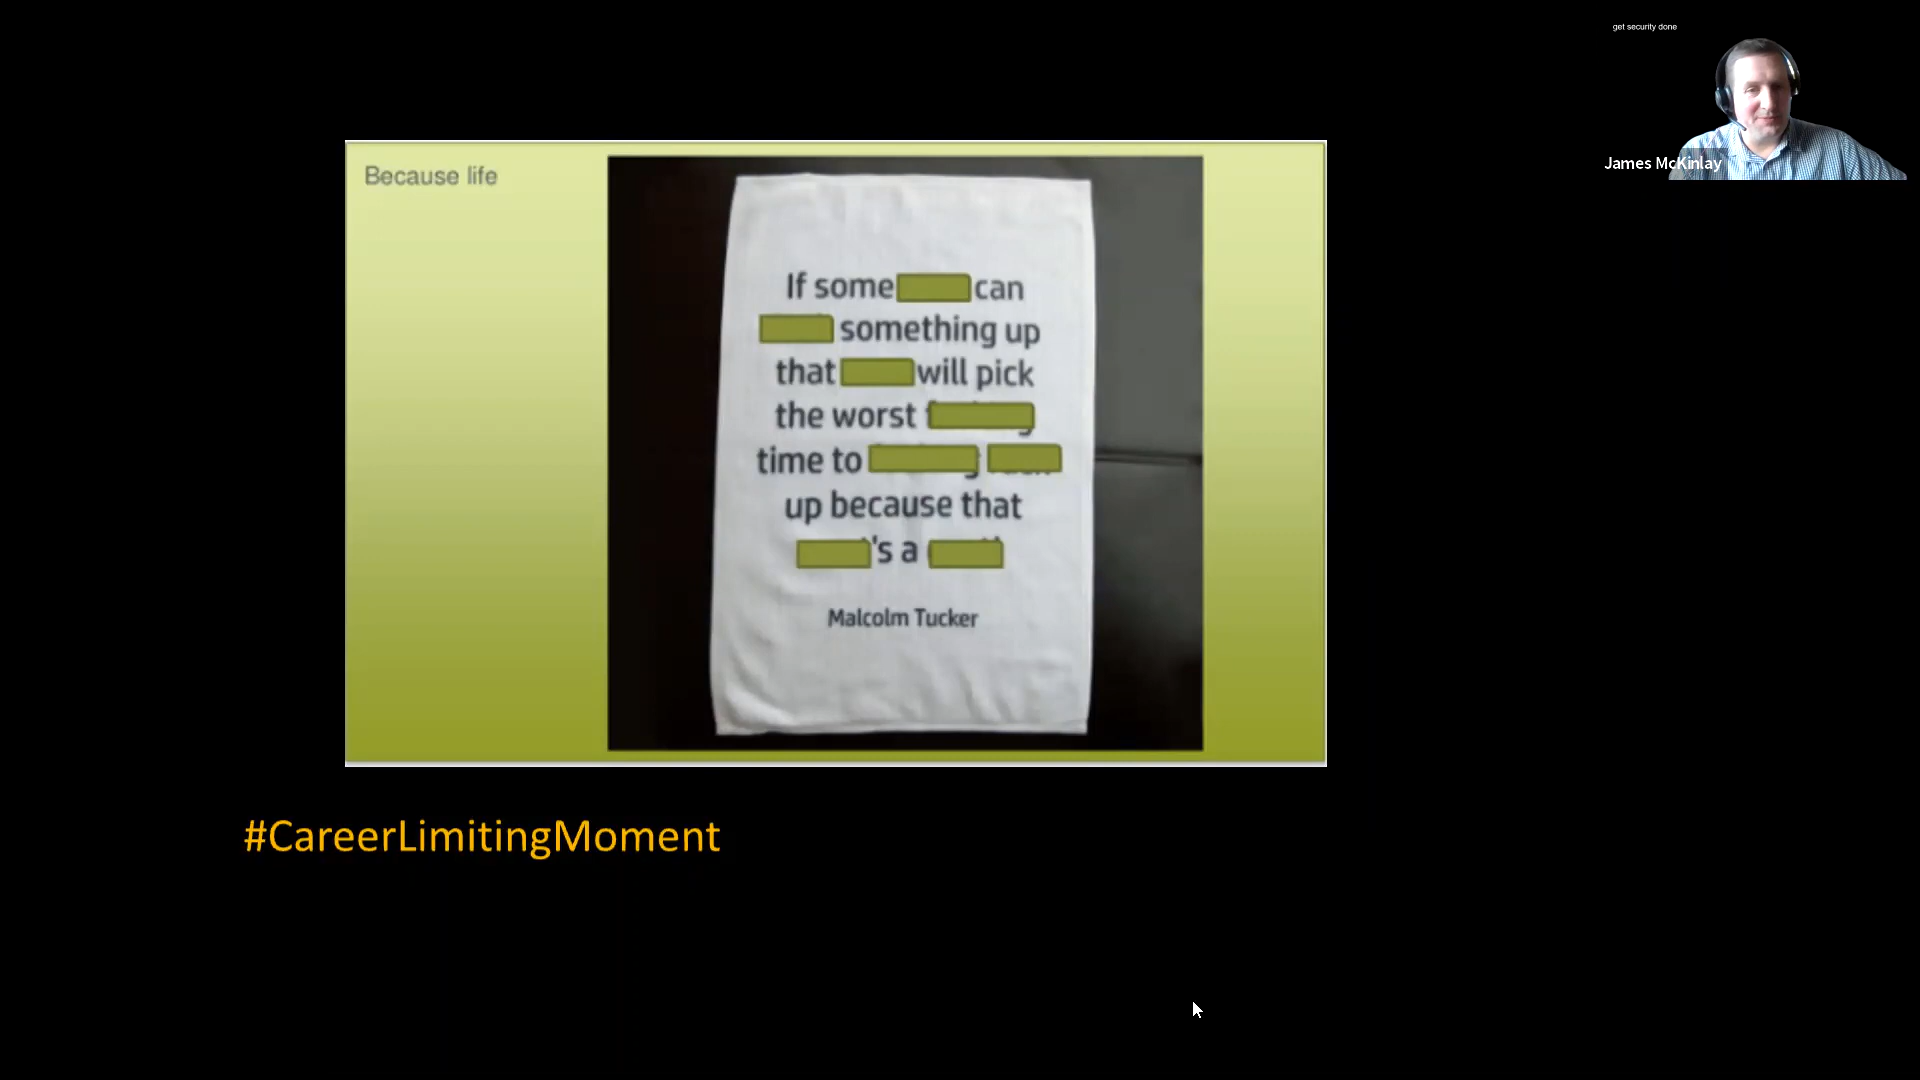 get security done
James McKinlay
Because life
If some can
something up
that will pick
the worst
time to
up because that
's a
Malcolm Tucker
#CareerLimitingMoment